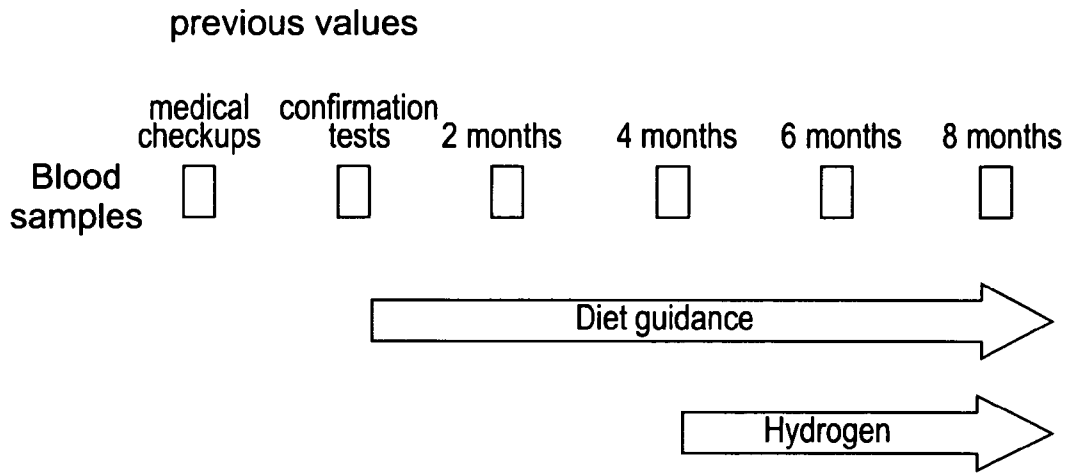 previous values
medical checkups
confirmation tests
2 months
4 months
6 months
8 months
Blood samples
Diet guidance
Hydrogen